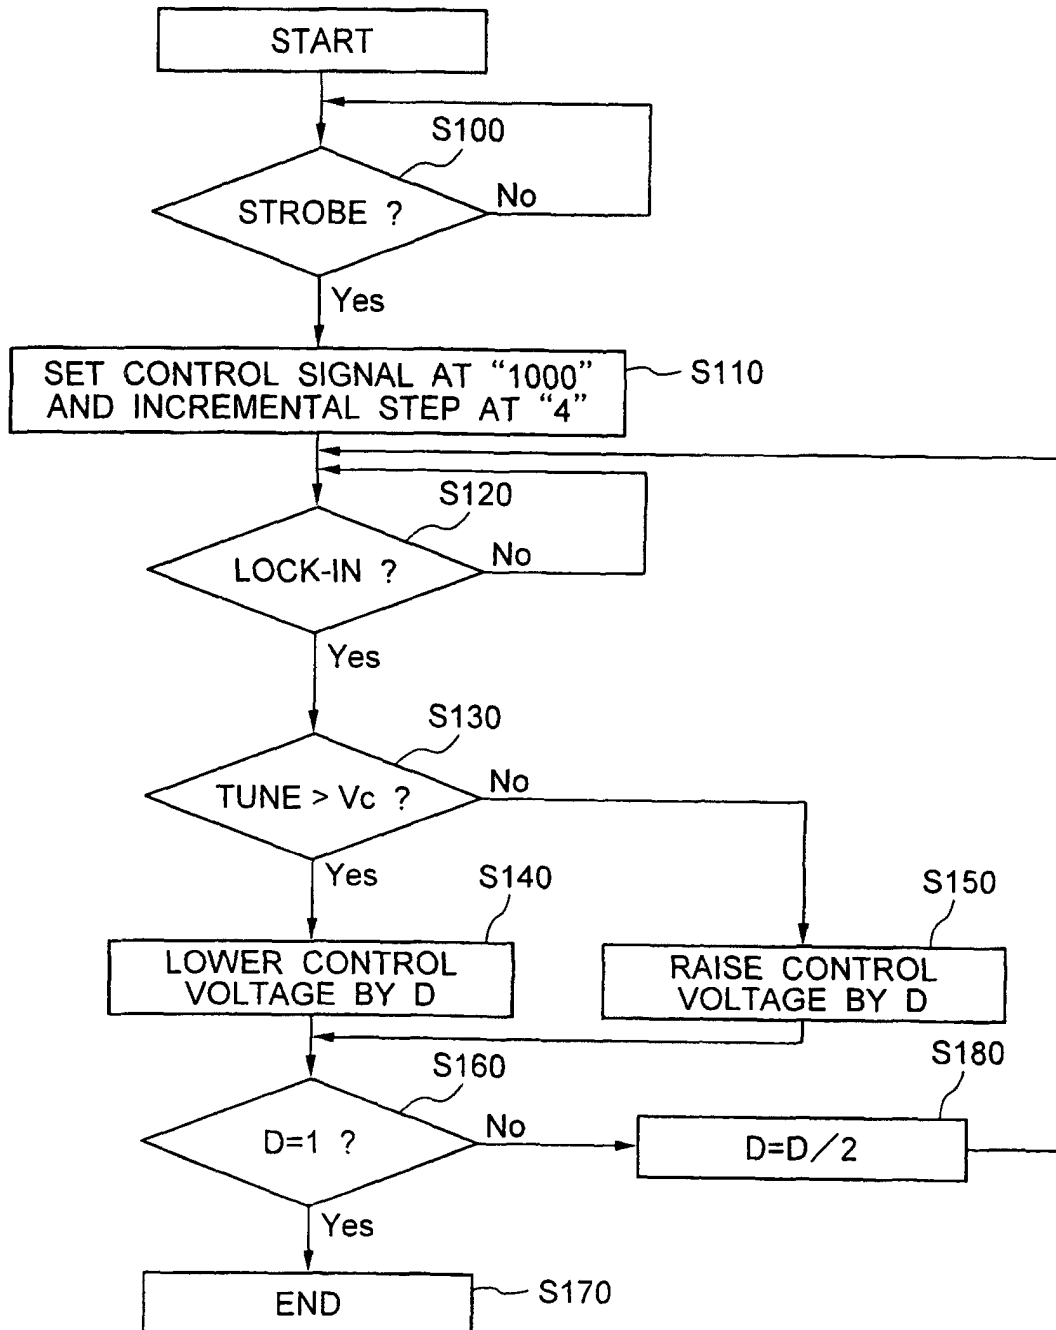 START
S100
STROBE ?
No
Yes
SET CONTROL SIGNAL AT “1000”
AND INCREMENTAL STEP AT “4”
S110
S120
LOCK-IN ?
No
Yes
S130
TUNE > Vc ?
No
Yes
S140
LOWER CONTROL
VOLTAGE BY D
S150
RAISE CONTROL
VOLTAGE BY D
S160
D=1 ?
No
S180
D=D/2
Yes
END
S170